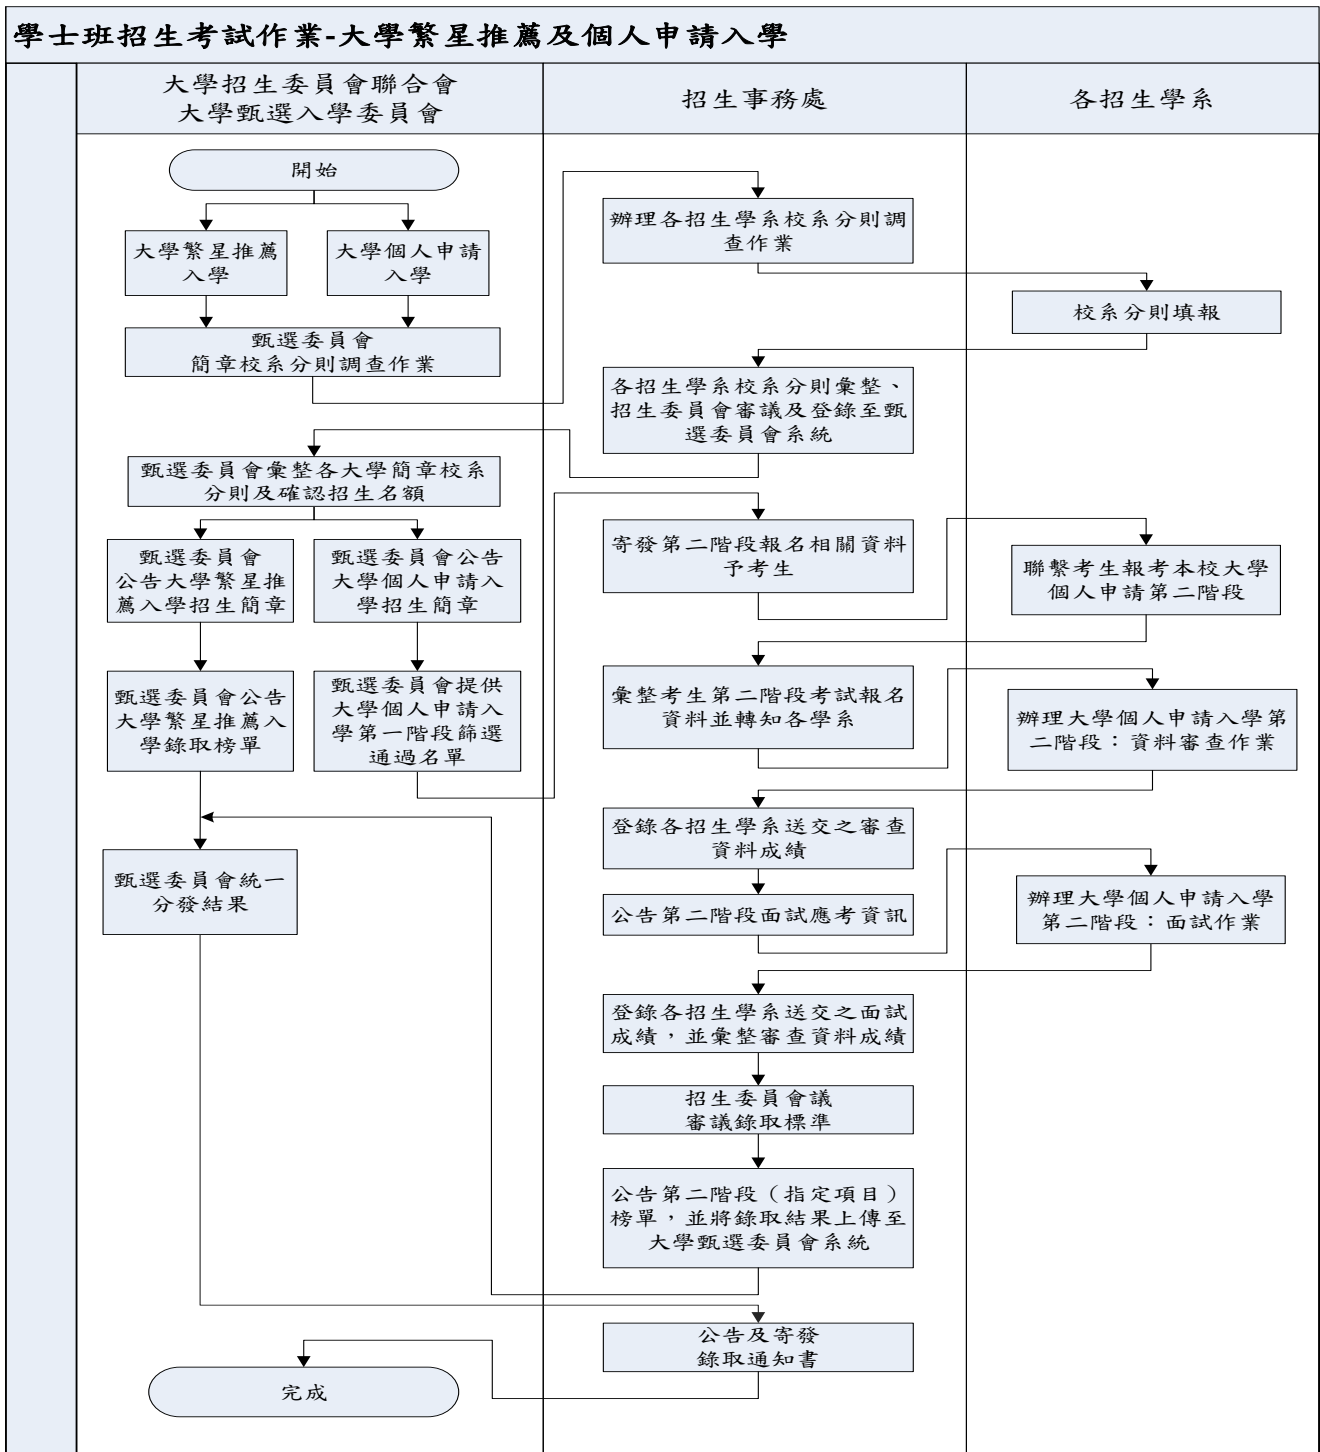 學士班招生考試作業-大學繁星推薦及個人申請入學
大學招生委員會聯合會
大學甄選入學委員會
招生事務處
各招生學系
開始
大學繁星推薦
入學
大學個人申請
入學
甄選委員會
簡章校系分則調查作業
辦理各招生學系校系分則調
查作業
校系分則填報
各招生學系校系分則彙整、
招生委員會審議及登錄至甄
選委員會系統
甄選委員會彙整各大學簡章校系
分則及確認招生名額
甄選委員會
公告大學繁星推
薦入學招生簡章
甄選委員會公告
大學個人申請入
學招生簡章
甄選委員會公告
大學繁星推薦入
學錄取榜單
甄選委員會提供
大學個人申請入
學第一階段篩選
通過名單
寄發第二階段報名相關資料
予考生
聯繫考生報考本校大學
個人申請第二階段
彙整考生第二階段考試報名
資料並轉知各學系
辦理大學個人申請入學第
二階段：資料審查作業
登錄各招生學系送交之審查
資料成績
公告第二階段面試應考資訊
辦理大學個人申請入學
第二階段：面試作業
甄選委員會統一
分發結果
登錄各招生學系送交之面試
成績，並彙整審查資料成績
招生委員會議
審議錄取標準
公告第二階段（指定項目）
榜單，並將錄取結果上傳至
大學甄選委員會系統
公告及寄發
錄取通知書
完成